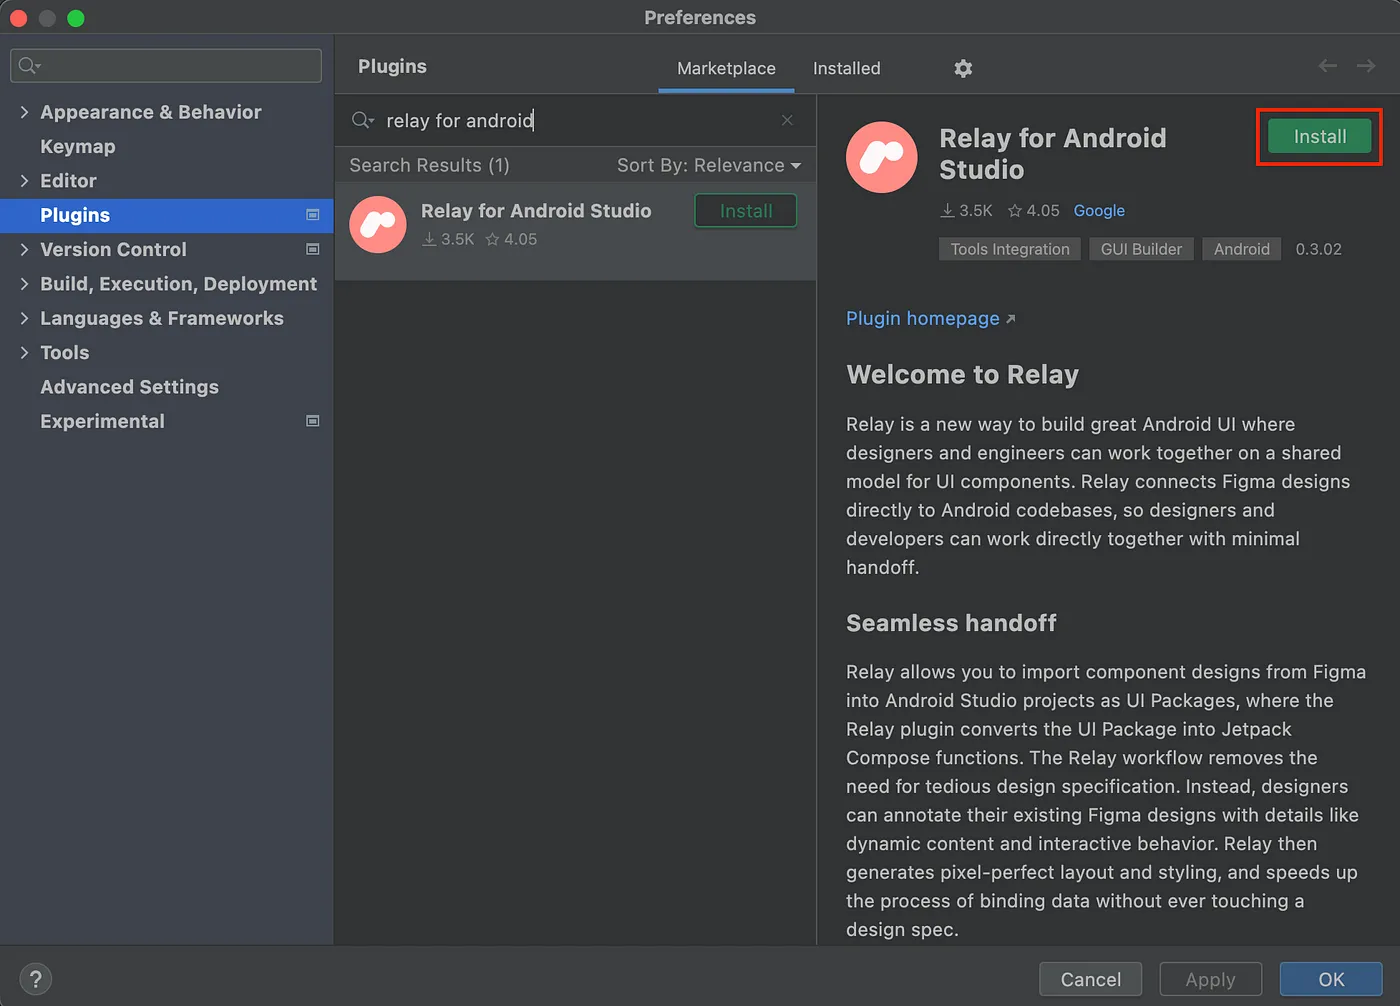 Preferences
Appearance & Behavior
Keymap
Editor
Plugins
Version Control
Build, Execution, Deployment
Languages & Frameworks
Tools
Advanced Settings
Experimental
Plugins
Marketplace
Installed
relay for android
Search Results (1)
Sort By: Relevance
Relay for Android Studio
Install
3.5K 4.05
Relay for Android
Studio
Install
3.5K 4.05 Google
Tools Integration GUI Builder Android 0.3.02
Plugin homepage
Welcome to Relay
Relay is a new way to build great Android UI where
designers and engineers can work together on a shared
model for UI components. Relay connects Figma designs
directly to Android codebases, so designers and
developers can work directly together with minimal
handoff.
Seamless handoff
Relay allows you to import component designs from Figma
into Android Studio projects as UI Packages, where the
Relay plugin converts the UI Package into Jetpack
Compose functions. The Relay workflow removes the
need for tedious design specification. Instead, designers
can annotate their existing Figma designs with details like
dynamic content and interactive behavior. Relay then
generates pixel-perfect layout and styling, and speeds up
the process of binding data without ever touching a
design spec.
?
Cancel
Apply
OK